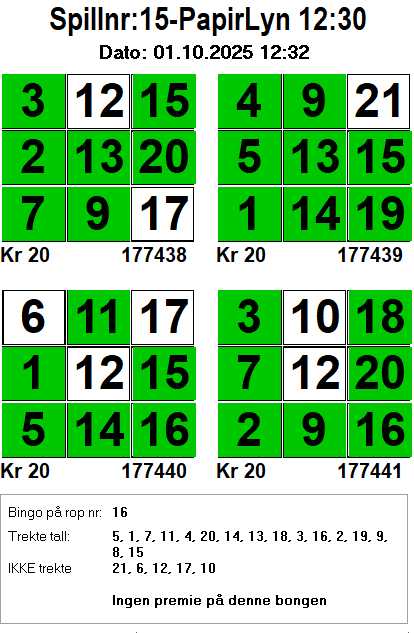 Spillnr:15-PapirLyn 12:30
Dato: 01.10.2025 12:32
3 12 15
2 13 20
7 9 17
Kr 20 177438
4 9 21
5 13 15
1 14 19
Kr 20 177439
6 11 17
1 12 15
5 14 16
Kr 20 177440
3 10 18
7 12 20
2 9 16
Kr 20 177441
Bingo på rop nr: 16
Trekte tall: 5, 1, 7, 11, 4, 20, 14, 13, 18, 3, 16, 2, 19, 9,
8, 15
IKKE trekte 21, 6, 12, 17, 10
Ingen premie på denne bongen